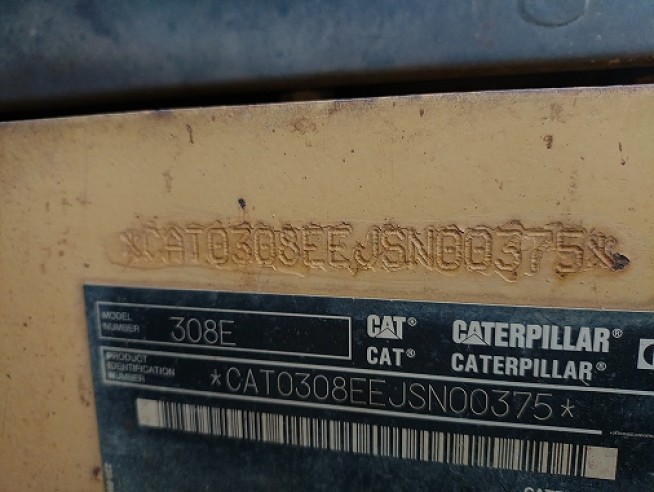 *CAT0308EEJSN00375*
MODEL
NUMBER
308E
CAT® CATERPILLAR®
CAT® CATERPILLAR®
PRODUCT
IDENTIFICATION
NUMBER
*CAT0308EEJSN00375*